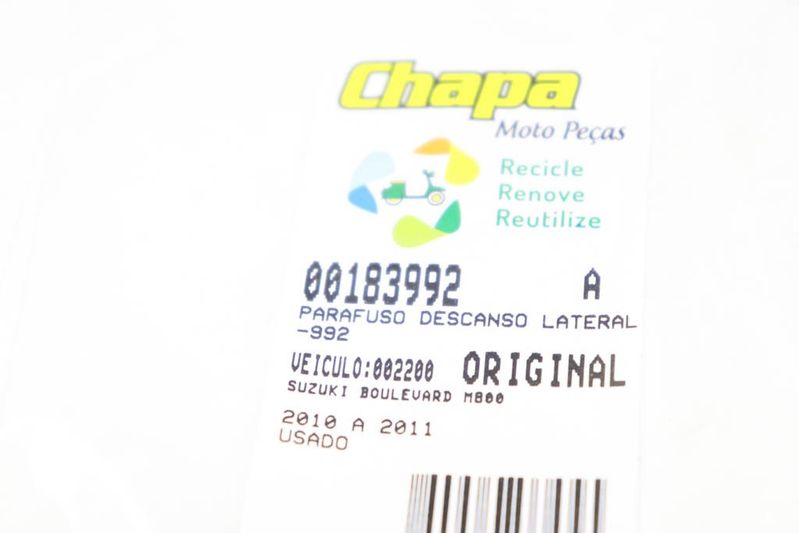 Chapa
Moto Peças
Recicle
Renove
Reutilize
00183992 A
PARAFUSO DESCANSO LATERAL
-992
VEICULO:002200 ORIGINAL
SUZUKI BOULEVARD M800
2010 A 2011
USADO